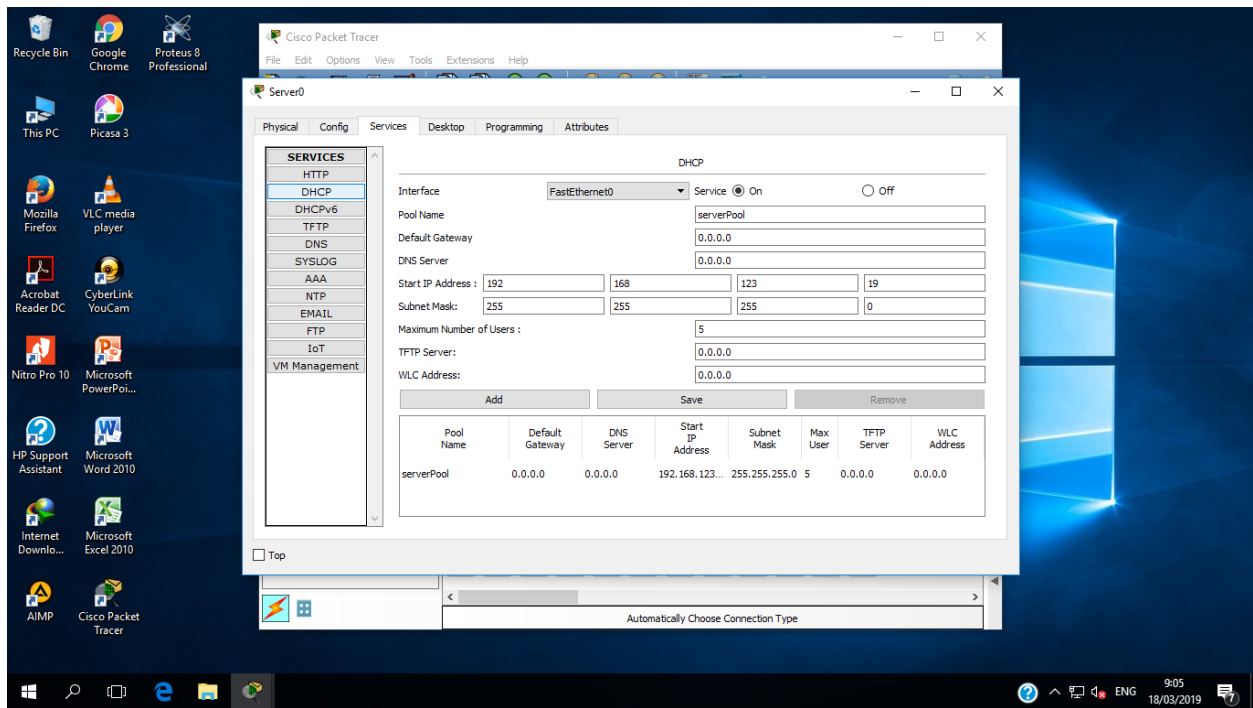 Recycle Bin
Google
Chrome
Proteus 8
Professional
This PC
Picasa 3
Mozilla
Firefox
VLC media
player
Acrobat
Reader DC
CyberLink
YouCam
Nitro Pro 10
Microsoft
PowerPoi...
HP Support
Assistant
Microsoft
Word 2010
Internet
Downlo...
Microsoft
Excel 2010
AIMP
Cisco Packet
Tracer
Cisco Packet Tracer
File Edit Options View Tools Extensions Help
Server0
Physical Config Services Desktop Programming Attributes
SERVICES
HTTP
DHCP
DHCPv6
TFTP
DNS
SYSLOG
AAA
NTP
EMAIL
FTP
IoT
VM Management
DHCP
Interface FastEthernet0 Service On Off
Pool Name serverPool
Default Gateway 0.0.0.0
DNS Server 0.0.0.0
Start IP Address : 192 168 123 19
Subnet Mask: 255 255 255 0
Maximum Number of Users : 5
TFTP Server: 0.0.0.0
WLC Address: 0.0.0.0
Add Save Remove
Pool Name Default Gateway DNS Server Start IP Address Subnet Mask Max User TFTP Server WLC Address
serverPool 0.0.0.0 0.0.0.0 192.168.123... 255.255.255.0 5 0.0.0.0 0.0.0.0
Top
Automatically Choose Connection Type
ENG
9:05
18/03/2019
7